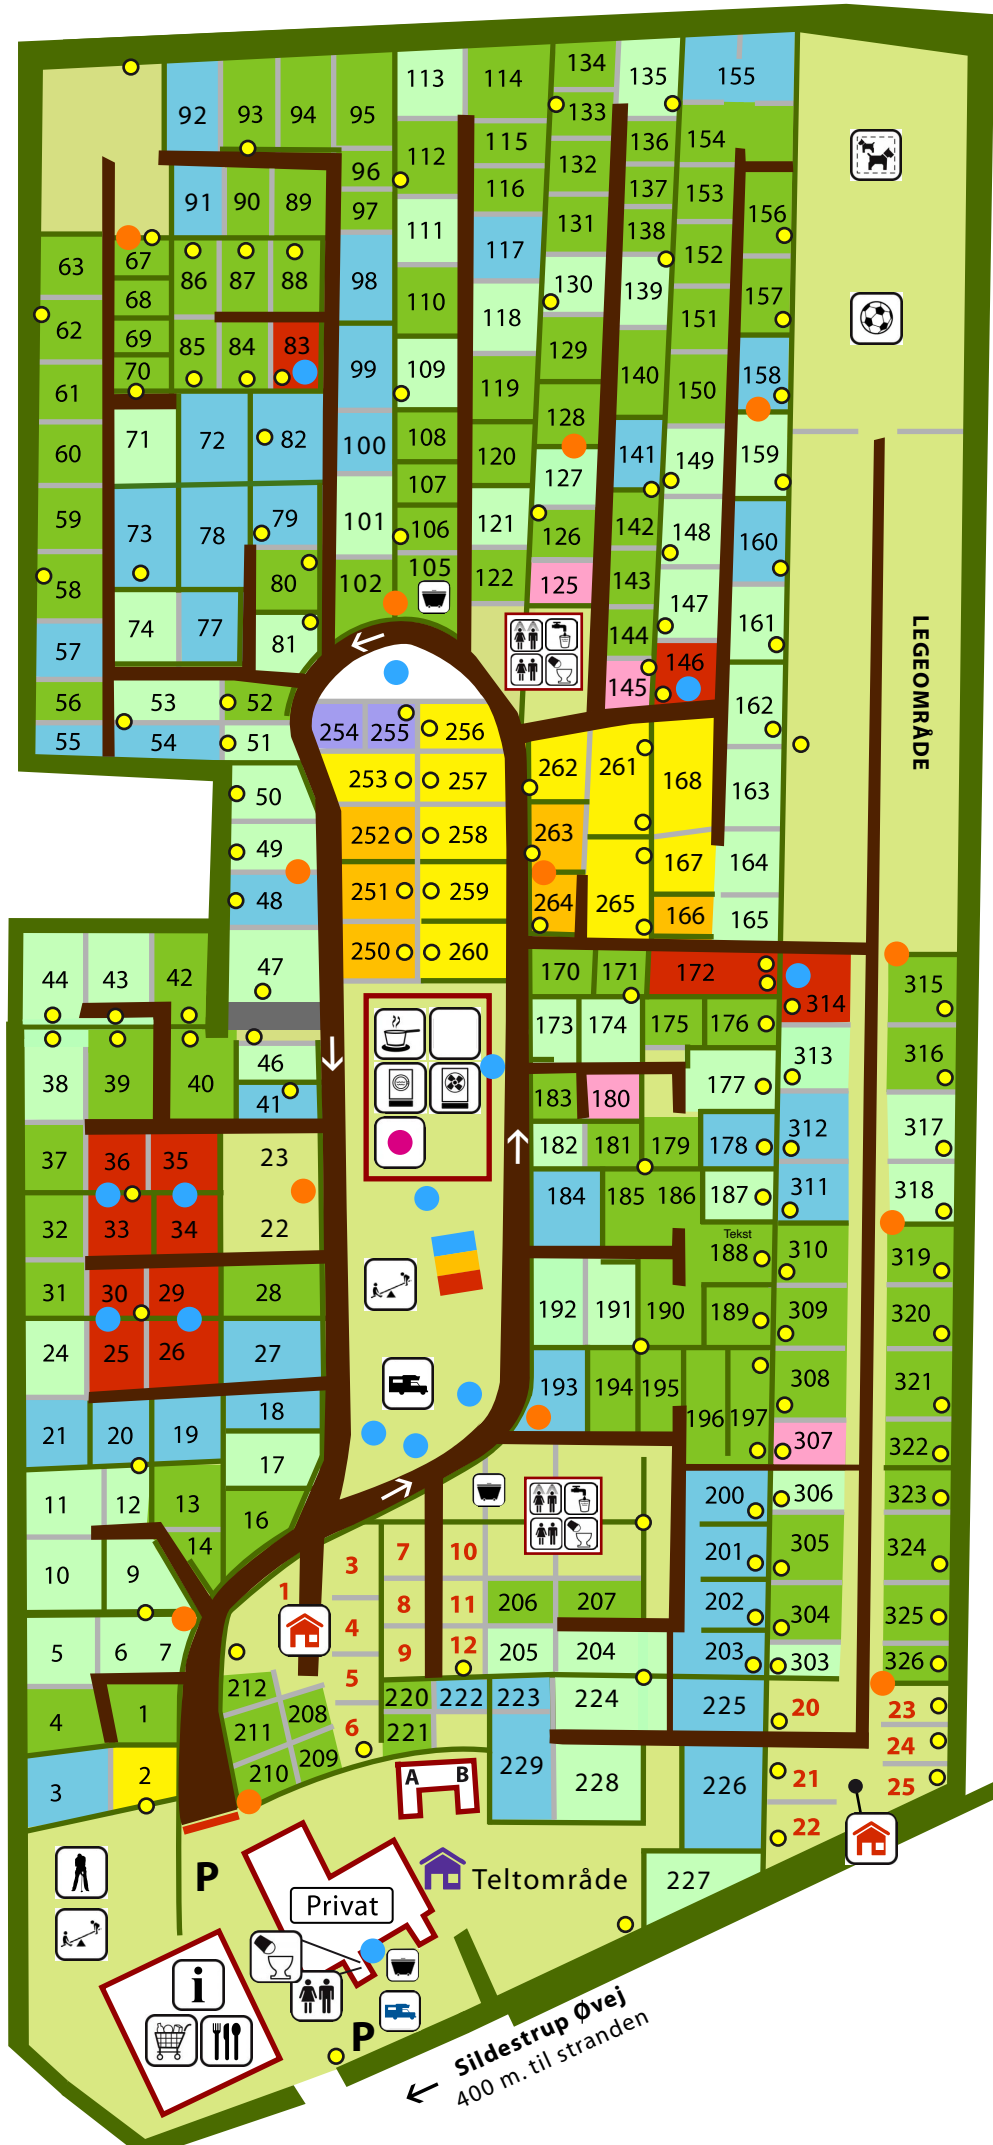 134
113 114 135 155
92 93 94 95 133
112 115 136 154
96 132
91 90 89 97 116 137 153
111 131 138 156
63 67 117 152
86 87 88 98 130 139
68 110 157
62 69 118 151
85 84 83 129
70 99 109 140 158
61 119 150
71 72 82 100 108 128
60 120 141 149 159
107 127
59 73 78 79 101 121 142 148 160
106 126
58 80 102 105 122 125 143
74 77 147 161
57 81 144 LEGEOMRÅDE
146
56 53 52 145
162
55 54 51 254 255 256
50 253 257 262 261 168 163
49 252 258 263
167 164
48 251 259 264 265 166 165
47 250 260
44 43 42 170 171 172 314 315
173 174 175 176
46 313 316
38 39 40 177
41 183 180
312 317
37 36 35 23 182 181 179 178
311 318
184 185 186 187
32 33 34 22 Tekst
188 310 319
31 30 29 28
192 191 190 189 309 320
24 25 26 27
193 194 195 308 321
18 196 197
21 20 19 307 322
17
11 12 13 200 306 323
16
14 7 10 201 305 324
10 9 3
1 8 11 206 207 202 304 325
4
5 6 7 9 12 205 204 203 303 326
5
212 220 222 223 224 225 20 23
4 1 211 208 6 221
24
210 209
3 2 A B 229 228 226 21 25
22
P Teltområde 227
Privat
i
P
Sildestrup Øvej
400 m. til stranden